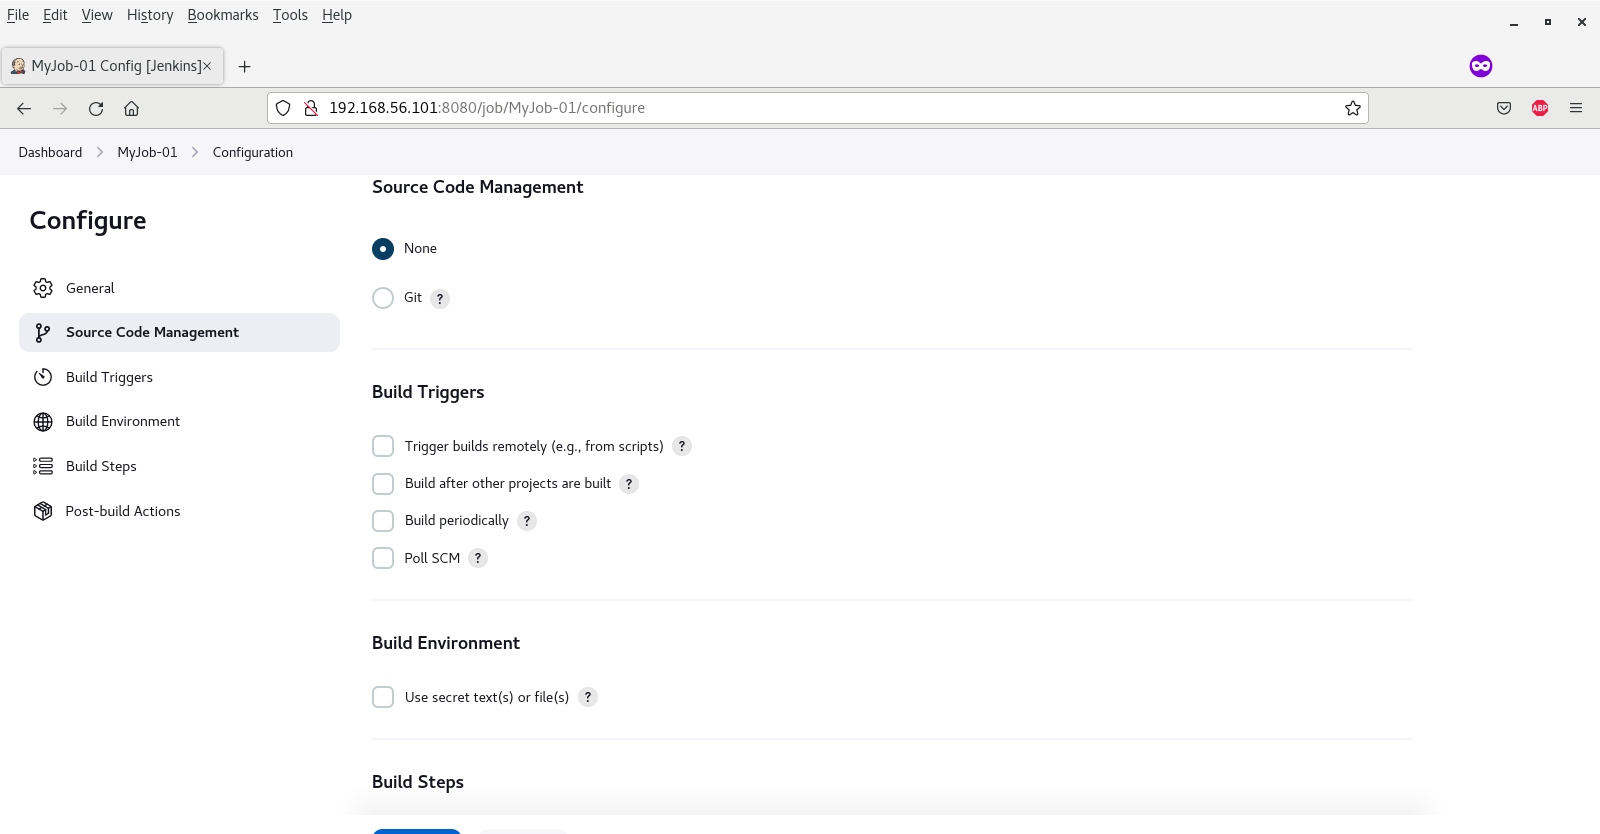 File Edit View History Bookmarks Tools Help
MyJob-01 Config [Jenkins]
192.168.56.101:8080/job/MyJob-01/configure
ABP
Dashboard MyJob-01 Configuration
Configure
General
Source Code Management
Build Triggers
Build Environment
Build Steps
Post-build Actions
Source Code Management
None
Git ?
Build Triggers
Trigger builds remotely (e.g., from scripts) ?
Build after other projects are built ?
Build periodically ?
Poll SCM ?
Build Environment
Use secret text(s) or file(s) ?
Build Steps